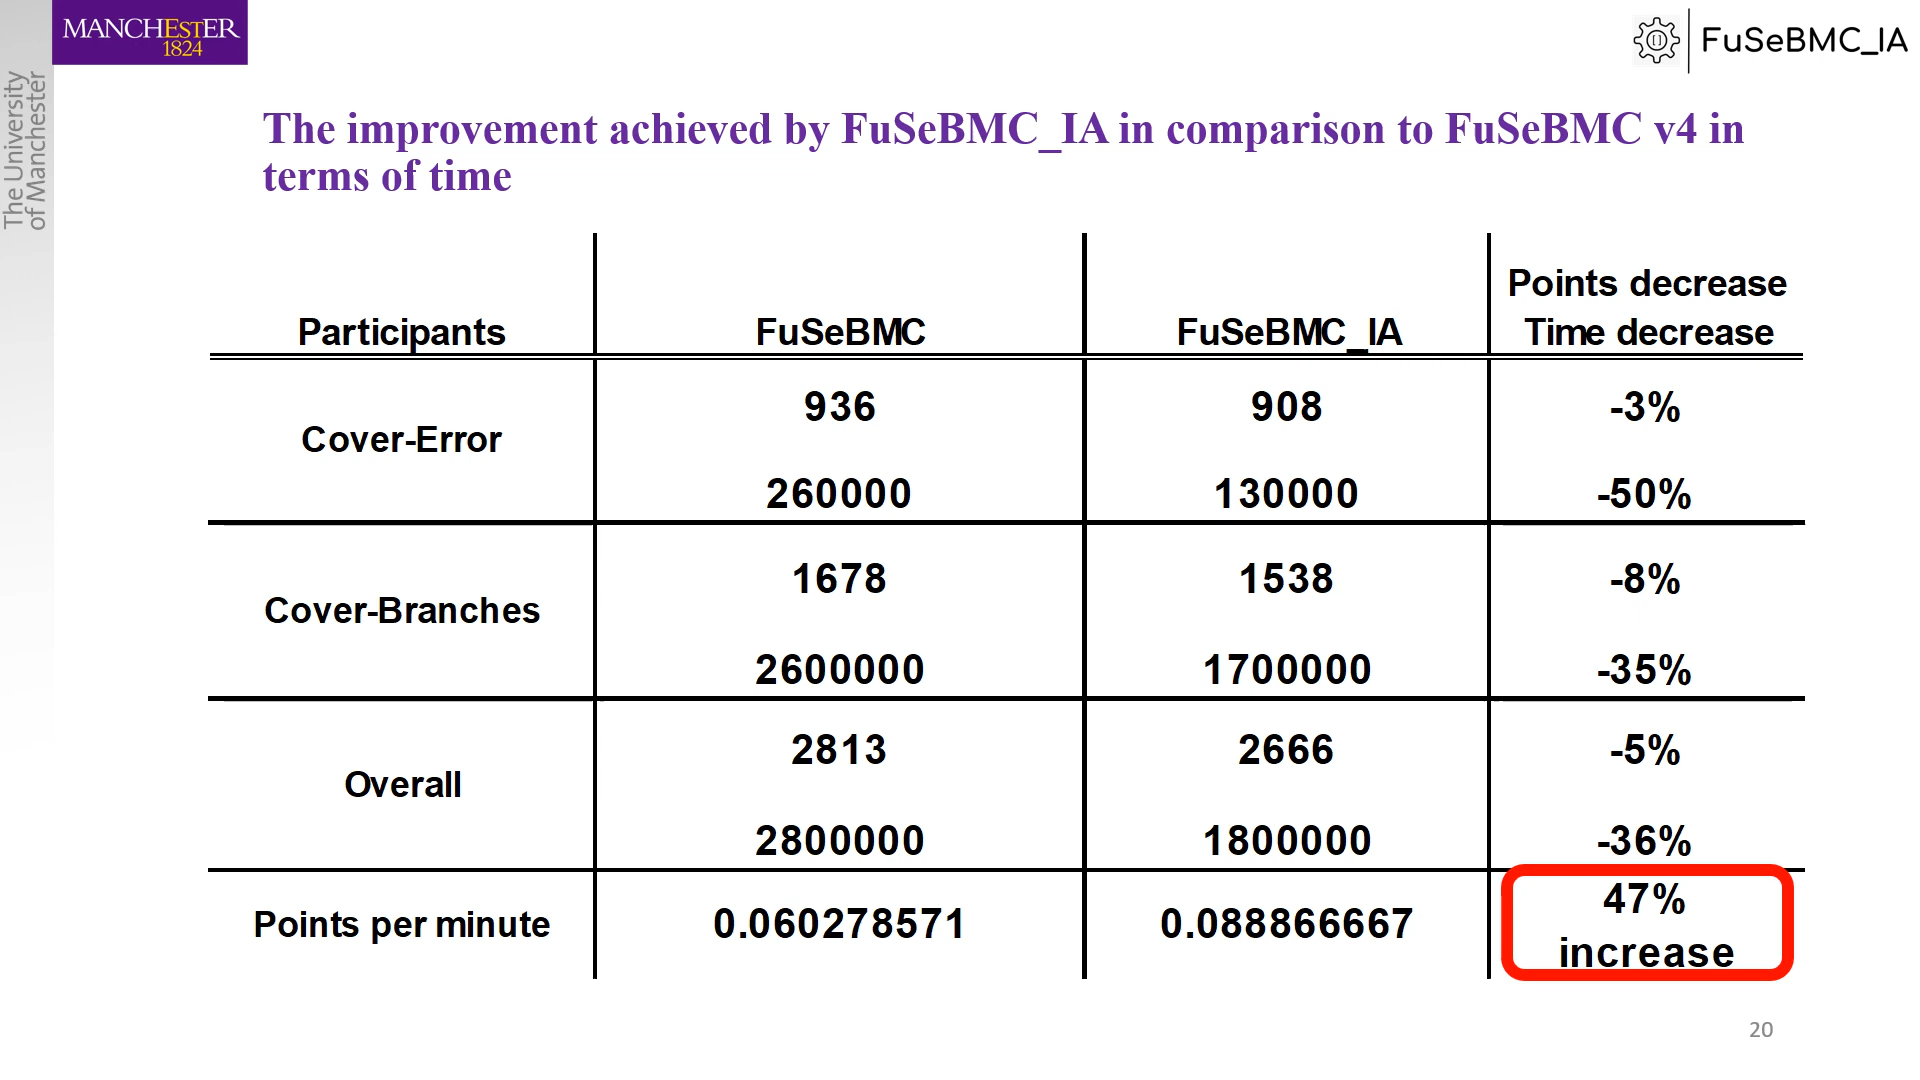 MANCHESTER
1824
The University
of Manchester
[] FuSeBMC_IA
The improvement achieved by FuSeBMC_IA in comparison to FuSeBMC v4 in
terms of time
Points decrease
Participants FuSeBMC FuSeBMC_IA Time decrease
936 908 -3%
Cover-Error
260000 130000 -50%
1678 1538 -8%
Cover-Branches
2600000 1700000 -35%
2813 2666 -5%
Overall
2800000 1800000 -36%
47%
Points per minute 0.060278571 0.088866667
increase
20